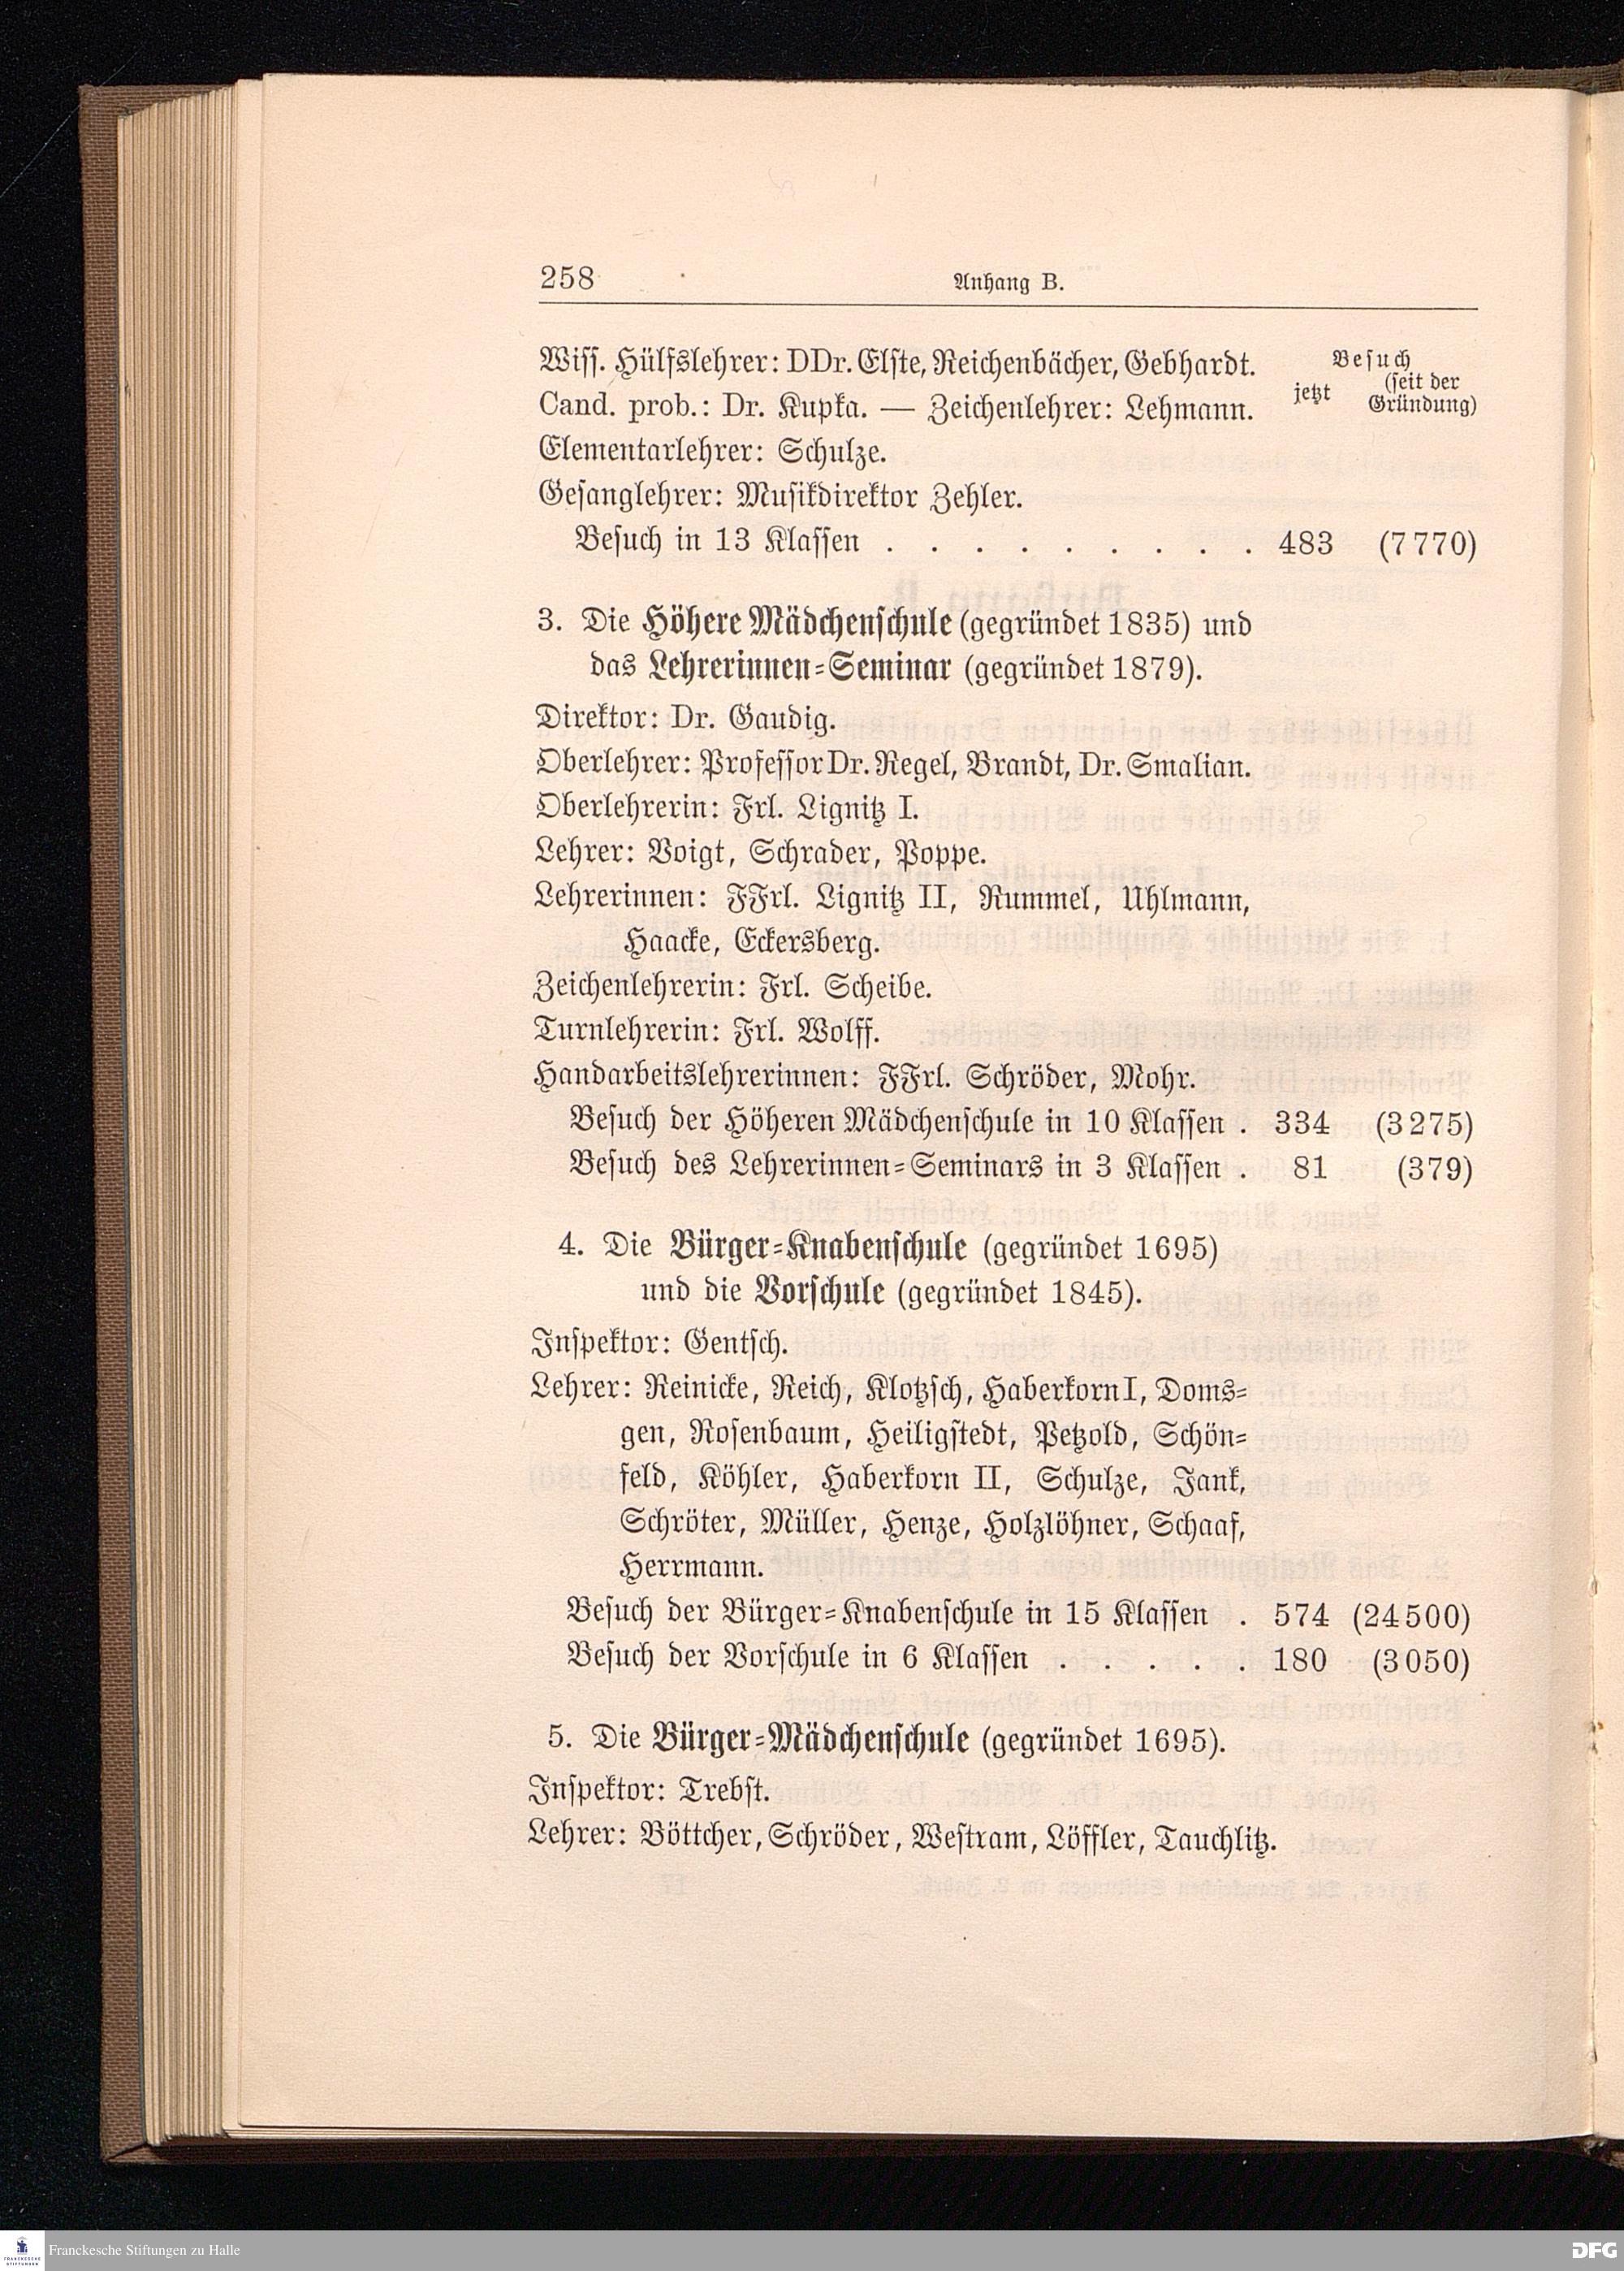 258 Anhang B.
Wiss. Hülfslehrer: DDr. Elste, Reichenbächer, Gebhardt.
Besuch
jetzt (seit der Gründung)
Cand. prob.: Dr. Kupka. — Zeichenlehrer: Lehmann.
Elementarlehrer: Schulze.
Gesanglehrer: Musikdirektor Zehler.
Besuch in 13 Klassen . . . . . . . . . 483 (7770)
3. Die Höhere Mädchenschule (gegründet 1835) und
das Lehrerinnen-Seminar (gegründet 1879).
Direktor: Dr. Gaudig.
Oberlehrer: Professor Dr. Regel, Brandt, Dr. Smalian.
Oberlehrerin: Frl. Lignitz I.
Lehrer: Voigt, Schrader, Poppe.
Lehrerinnen: FFrl. Lignitz II, Rummel, Uhlmann,
Haacke, Eckersberg.
Zeichenlehrerin: Frl. Scheibe.
Turnlehrerin: Frl. Wolff.
Handarbeitslehrerinnen: FFrl. Schröder, Mohr.
Besuch der Höheren Mädchenschule in 10 Klassen . 334 (3275)
Besuch des Lehrerinnen-Seminars in 3 Klassen . 81 (379)
4. Die Bürger-Knabenschule (gegründet 1695)
und die Vorschule (gegründet 1845).
Inspektor: Gentsch.
Lehrer: Reinicke, Reich, Klotzsch, Haberkorn I, Doms-
gen, Rosenbaum, Heiligstedt, Petzold, Schön-
feld, Köhler, Haberkorn II, Schulze, Jank,
Schröter, Müller, Henze, Holzlöhner, Schaaf,
Herrmann.
Besuch der Bürger-Knabenschule in 15 Klassen . 574 (24500)
Besuch der Vorschule in 6 Klassen . . . . . 180 (3050)
5. Die Bürger-Mädchenschule (gegründet 1695).
Inspektor: Trebst.
Lehrer: Böttcher, Schröder, Westram, Löffler, Tauchlitz.
FRANCKESCHE
STIFTUNGEN
Franckesche Stiftungen zu Halle
DFG